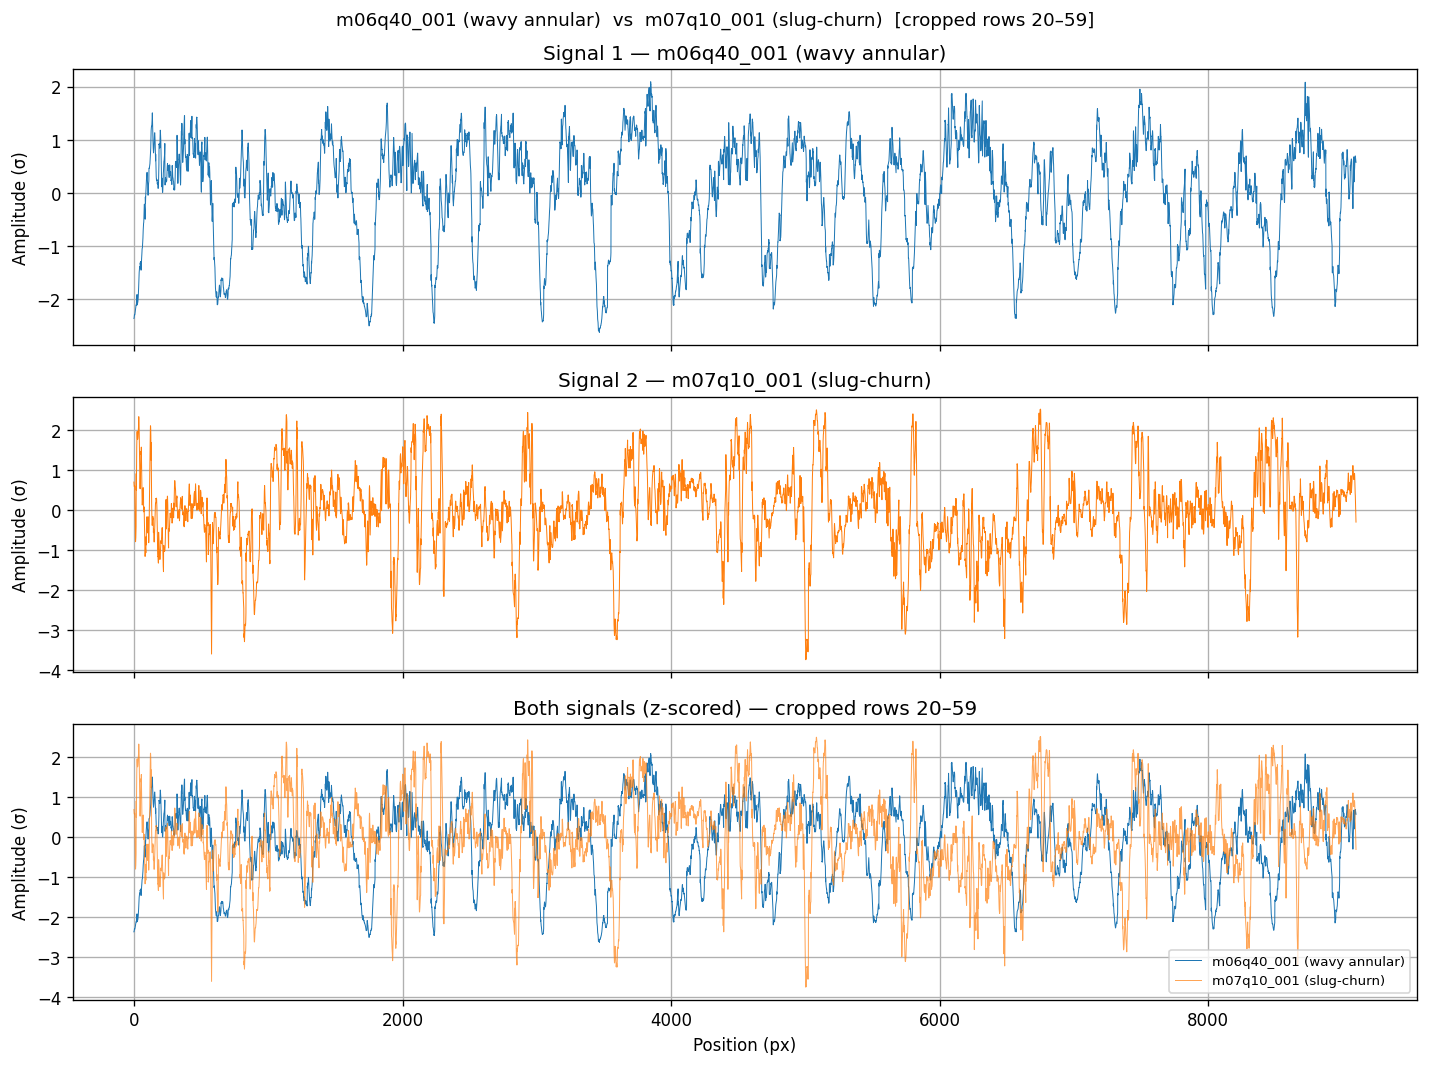 m06q40_001 (wavy annular)  vs  m07q10_001 (slug-churn)  [cropped rows 20–59]
Signal 1 — m06q40_001 (wavy annular)
Amplitude (σ)
2
1
0
−1
−2
Signal 2 — m07q10_001 (slug-churn)
Amplitude (σ)
2
1
0
−1
−2
−3
−4
Both signals (z-scored) — cropped rows 20–59
Amplitude (σ)
2
1
0
−1
−2
−3
−4
m06q40_001 (wavy annular)
m07q10_001 (slug-churn)
0 2000 4000 6000 8000
Position (px)